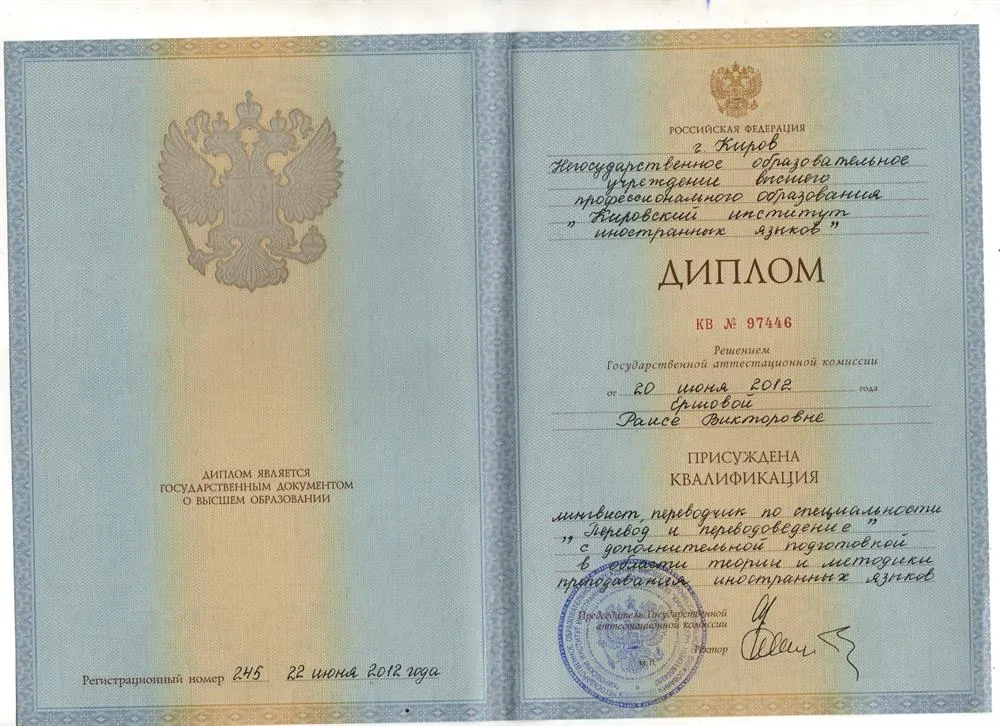 ДИПЛОМ ЯВЛЯЕТСЯ
ГОСУДАРСТВЕННЫМ ДОКУМЕНТОМ
О ВЫСШЕМ ОБРАЗОВАНИИ
Регистрационный номер 245 22 июня 2012 года
РОССИЙСКАЯ ФЕДЕРАЦИЯ
г. Киров
Негосударственное образовательное
учреждение высшего
профессионального образования
"Кировский институт
иностранных языков"
ДИПЛОМ
КВ № 97446
Решением
Государственной аттестационной комиссии
от 20 июня 2012 года
Ершовой
Раисе Викторовне
ПРИСУЖДЕНА
КВАЛИФИКАЦИЯ
лингвист, переводчик по специальности
"Перевод и переводоведение"
с дополнительной подготовкой
в области теории и методики
преподавания иностранных языков
Председатель Государственной
аттестационной комиссии
Ректор
М.П.